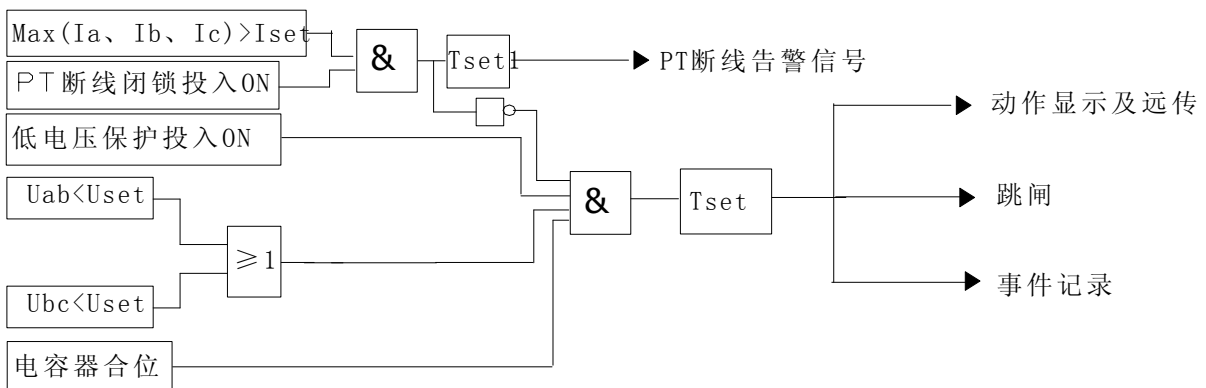 Max(Ia、Ib、Ic)>Iset
&
Tset1
PT断线告警信号
PT断线闭锁投入ON
动作显示及远传
低电压保护投入ON
Uab<Uset
&
Tset
跳闸
≥1
Ubc<Uset
事件记录
电容器合位